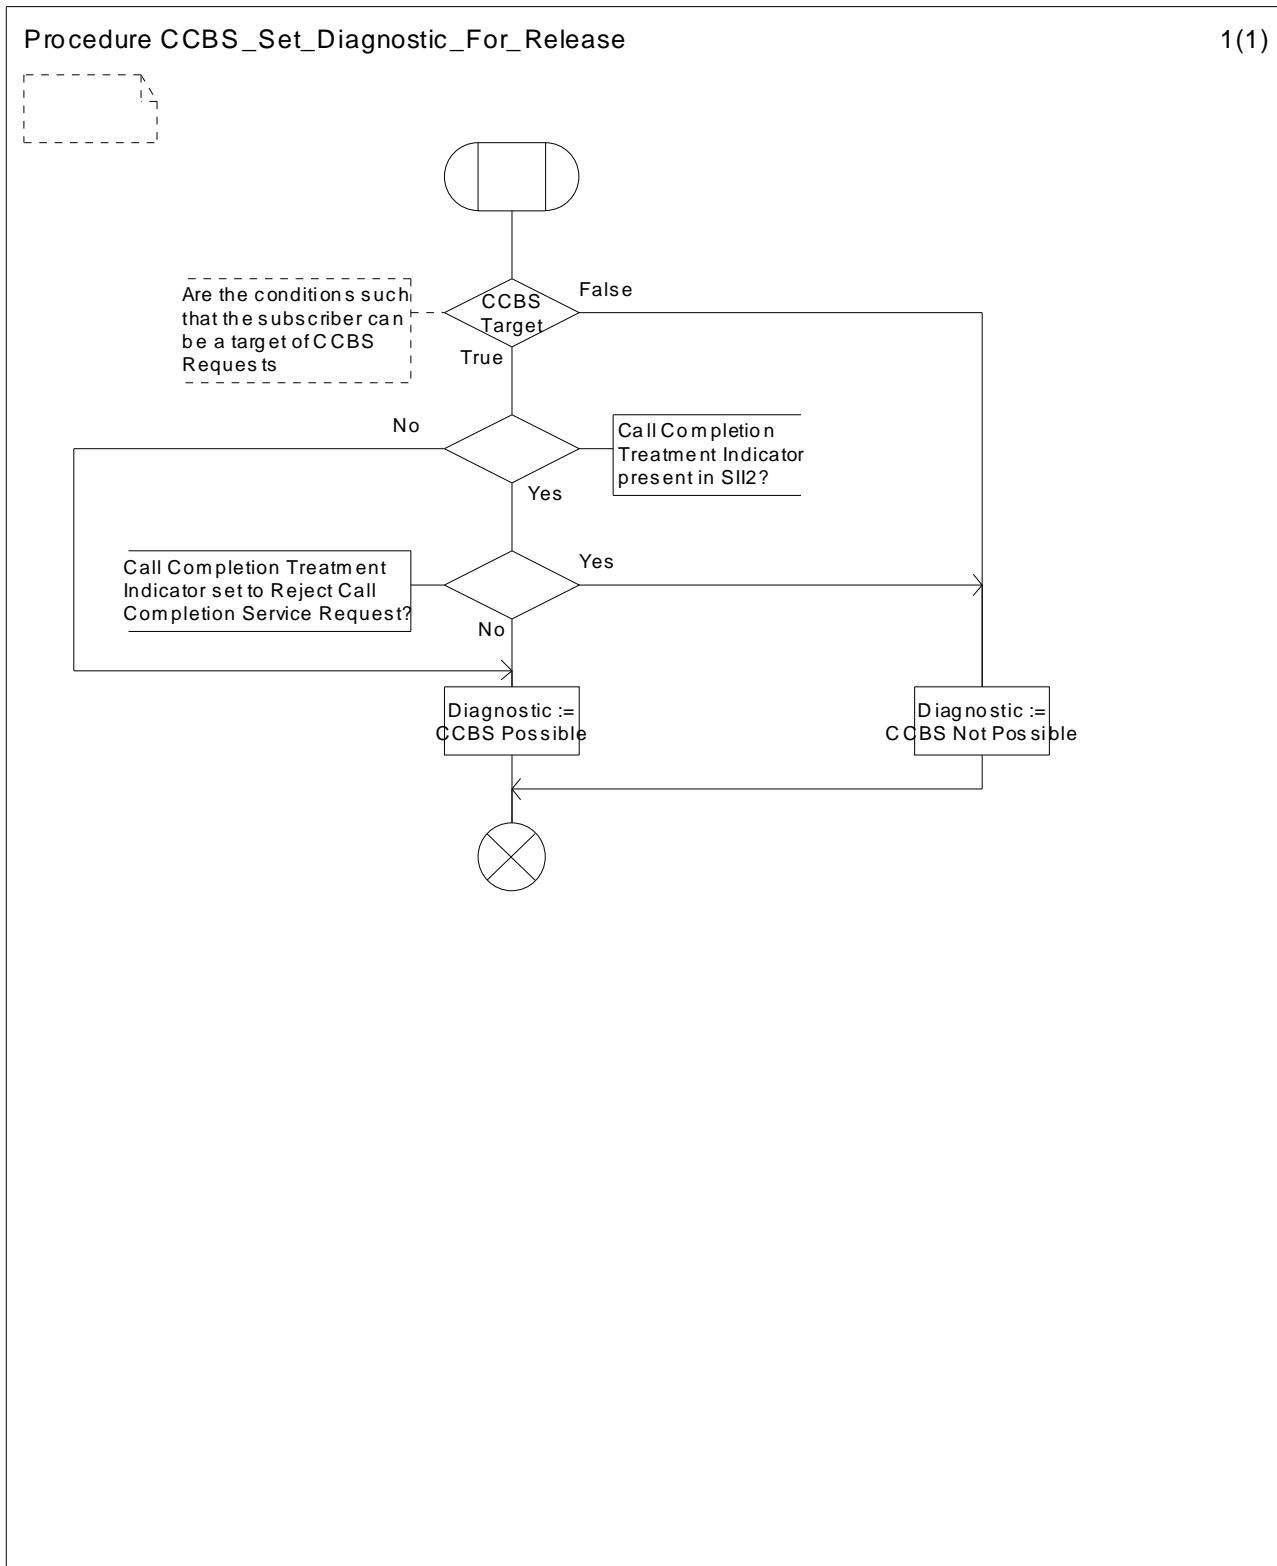 Procedure CCBS_Set_Diagnostic_For_Release 1(1)
Are the conditions such
that the subscriber can
be a target of CCBS
Requests
CCBS
Target
False
True
No
Call Completion
Treatment Indicator
present in SII2?
Yes
Call Completion Treatment
Indicator set to Reject Call
Completion Service Request?
Yes
No
Diagnostic :=
CCBS Possible
Diagnostic :=
CCBS Not Possible